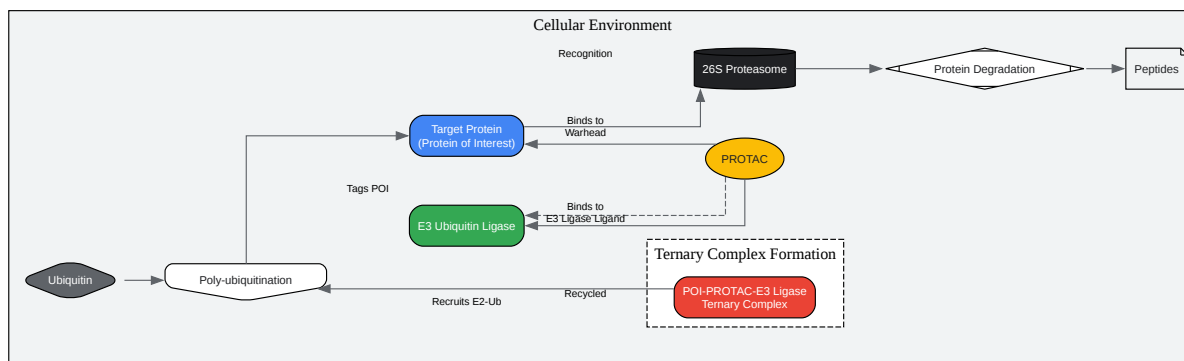 Cellular Environment
Recognition
26S Proteasome
Protein Degradation
Peptides
Target Protein
(Protein of Interest)
Binds to
Warhead
PROTAC
Tags POI
E3 Ubiquitin Ligase
Binds to
E3 Ligase Ligand
Ternary Complex Formation
Ubiquitin
Poly-ubiquitination
POI-PROTAC-E3 Ligase
Ternary Complex
Recycled
Recruits E2-Ub